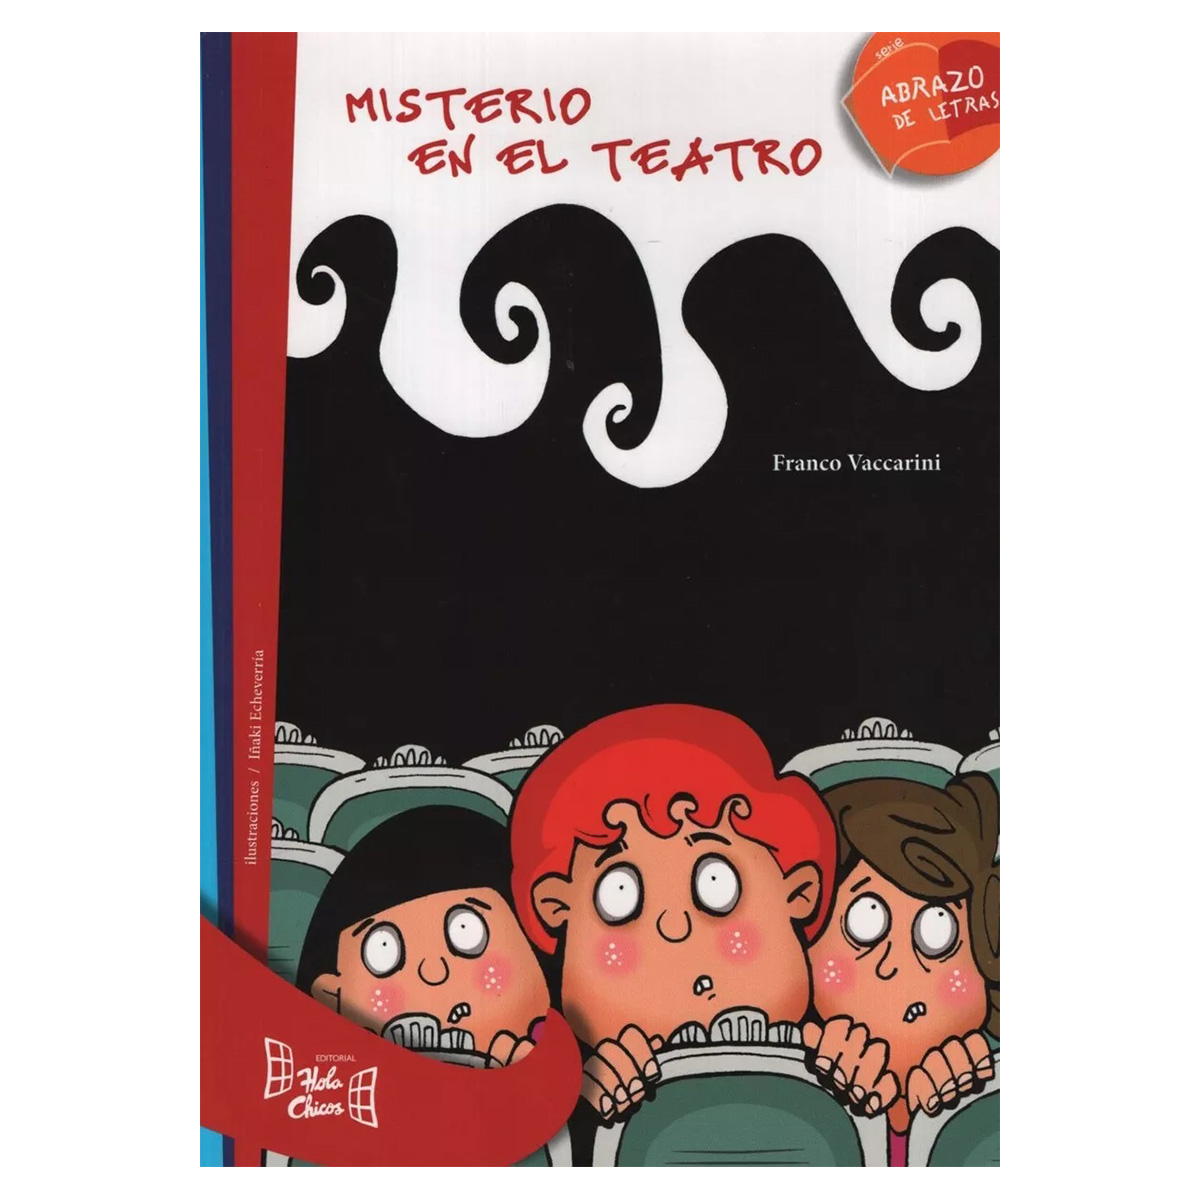 serie
ABRAZO
DE LETRAS
MISTERIO
EN EL TEATRO
Franco Vaccarini
ilustraciones / Iñaki Echeverría
EDITORIAL
Hola
Chicos